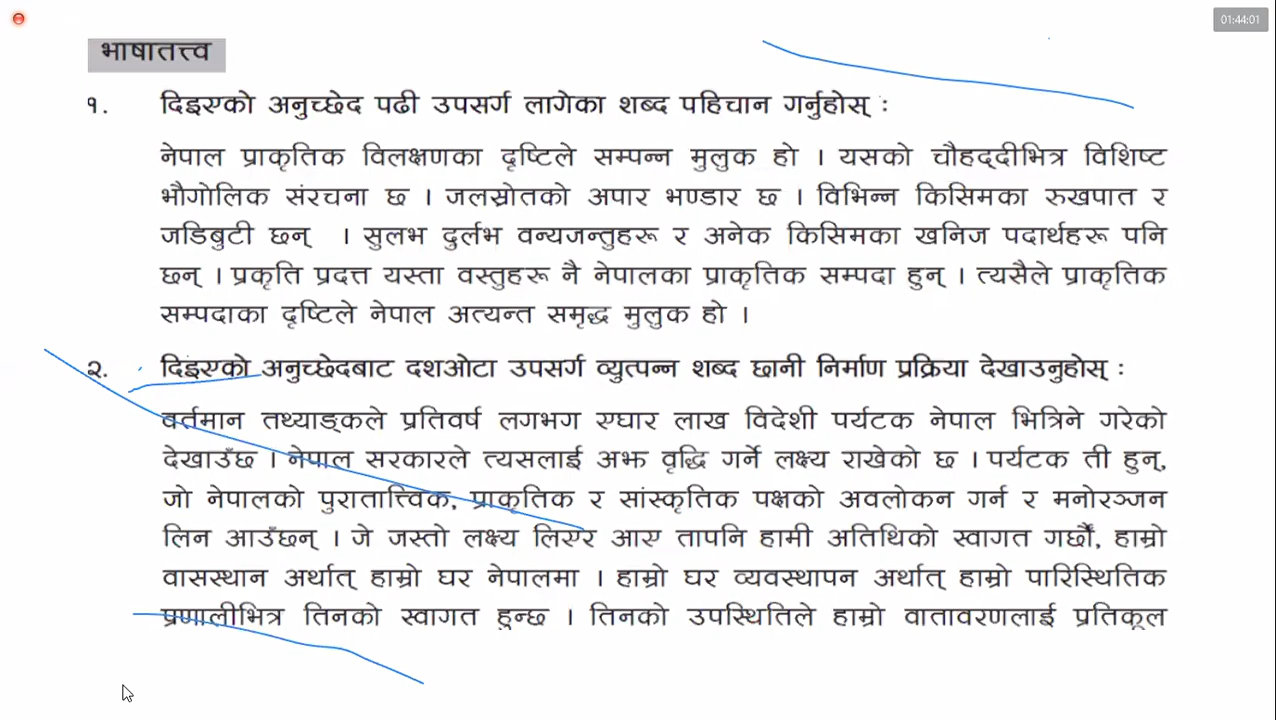 01:44:01
भाषातत्त्व
१. दिइएको अनुच्छेद पढी उपसर्ग लागेका शब्द पहिचान गर्नुहोस् :
नेपाल प्राकृतिक विलक्षणका दृष्टिले सम्पन्न मुलुक हो । यसको चौहद्दीभित्र विशिष्ट
भौगोलिक संरचना छ । जलस्रोतको अपार भण्डार छ । विभिन्न किसिमका रुखपात र
जडिबुटी छन् । सुलभ दुर्लभ वन्यजन्तुहरू र अनेक किसिमका खनिज पदार्थहरू पनि
छन् । प्रकृति प्रदत्त यस्ता वस्तुहरू नै नेपालका प्राकृतिक सम्पदा हुन् । त्यसैले प्राकृतिक
सम्पदाका दृष्टिले नेपाल अत्यन्त समृद्ध मुलुक हो ।
२. दिइएको अनुच्छेदबाट दशओटा उपसर्ग व्युत्पन्न शब्द छानी निर्माण प्रक्रिया देखाउनुहोस् :
वर्तमान तथ्याङ्कले प्रतिवर्ष लगभग एघार लाख विदेशी पर्यटक नेपाल भित्रिने गरेको
देखाउँछ । नेपाल सरकारले त्यसलाई अझ वृद्धि गर्ने लक्ष्य राखेको छ । पर्यटक ती हुन्,
जो नेपालको पुरातात्त्विक, प्राकृतिक र सांस्कृतिक पक्षको अवलोकन गर्न र मनोरञ्जन
लिन आउँछन् । जे जस्तो लक्ष्य लिएर आए तापनि हामी अतिथिको स्वागत गर्छौं, हाम्रो
वासस्थान अर्थात् हाम्रो घर नेपालमा । हाम्रो घर व्यवस्थापन अर्थात् हाम्रो पारिस्थितिक
प्रणालीभित्र तिनको स्वागत हुन्छ । तिनको उपस्थितिले हाम्रो वातावरणलाई प्रतिकूल